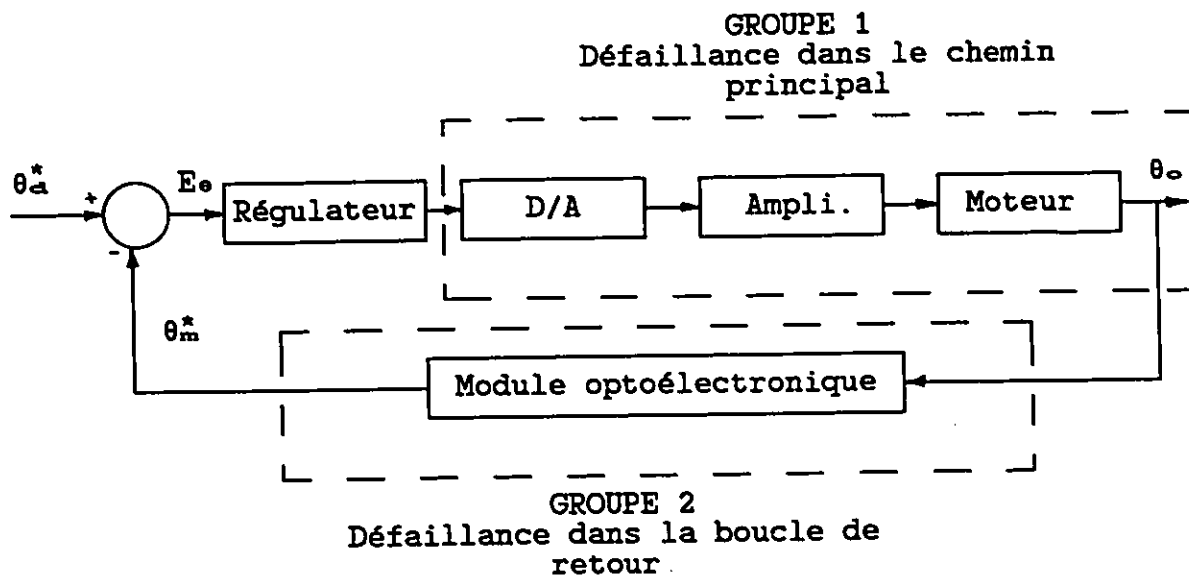 GROUPE 1
Défaillance dans le chemin
principal
θ*d
+
Eθ
Régulateur
D/A
Ampli.
Moteur
θo
-
θ*m
Module optoélectronique
GROUPE 2
Défaillance dans la boucle de
retour